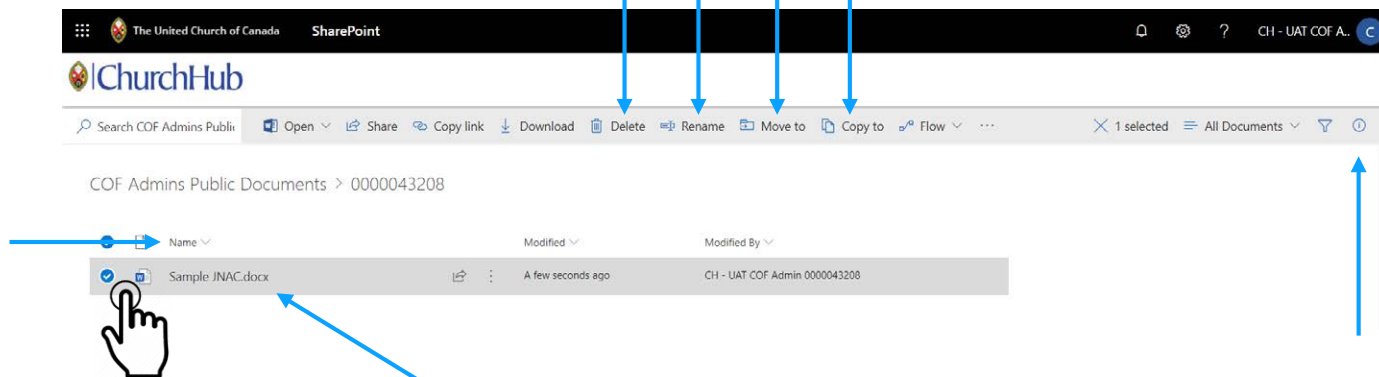 The United Church of Canada SharePoint ? CH - UAT COF A.. C
ChurchHub
Search COF Admins Public Open Share Copy link Download Delete Rename Move to Copy to Flow ... 1 selected All Documents
COF Admins Public Documents > 0000043208
Name Modified Modified By
Sample JNAC.docx A few seconds ago CH - UAT COF Admin 0000043208